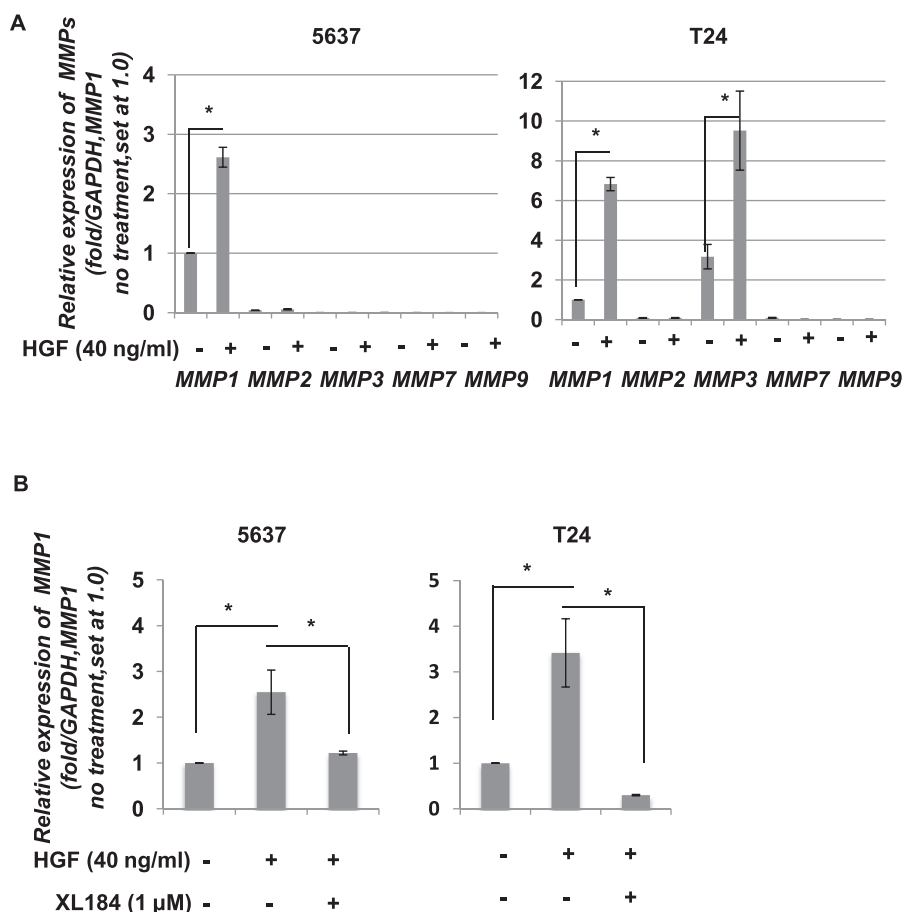 A
5637
T24
Relative expression of MMPs
(fold/GAPDH,MMP1
no treatment,set at 1.0)
4
3
2
1
0
*
12
10
8
6
4
2
0
*
*
HGF (40 ng/ml) - + - + - + - + - +
- + - + - + - + - +
MMP1 MMP2 MMP3 MMP7 MMP9
MMP1 MMP2 MMP3 MMP7 MMP9
B
5637
T24
Relative expression of MMP1
(fold/GAPDH,MMP1
no treatment,set at 1.0)
5
4
3
2
1
0
*
*
5
4
3
2
1
0
*
*
HGF (40 ng/ml) - + +
- + +
XL184 (1 µM) - - +
- - +